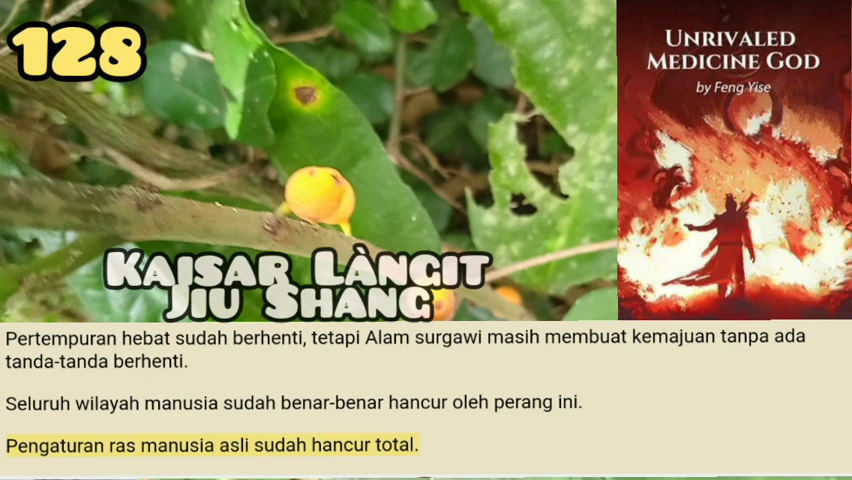 128
UNRIVALED
MEDICINE GOD
by Feng Yise
KAISAR LÀNGIT
JIU SHANG
Pertempuran hebat sudah berhenti, tetapi Alam surgawi masih membuat kemajuan tanpa ada
tanda-tanda berhenti.
Seluruh wilayah manusia sudah benar-benar hancur oleh perang ini.
Pengaturan ras manusia asli sudah hancur total.